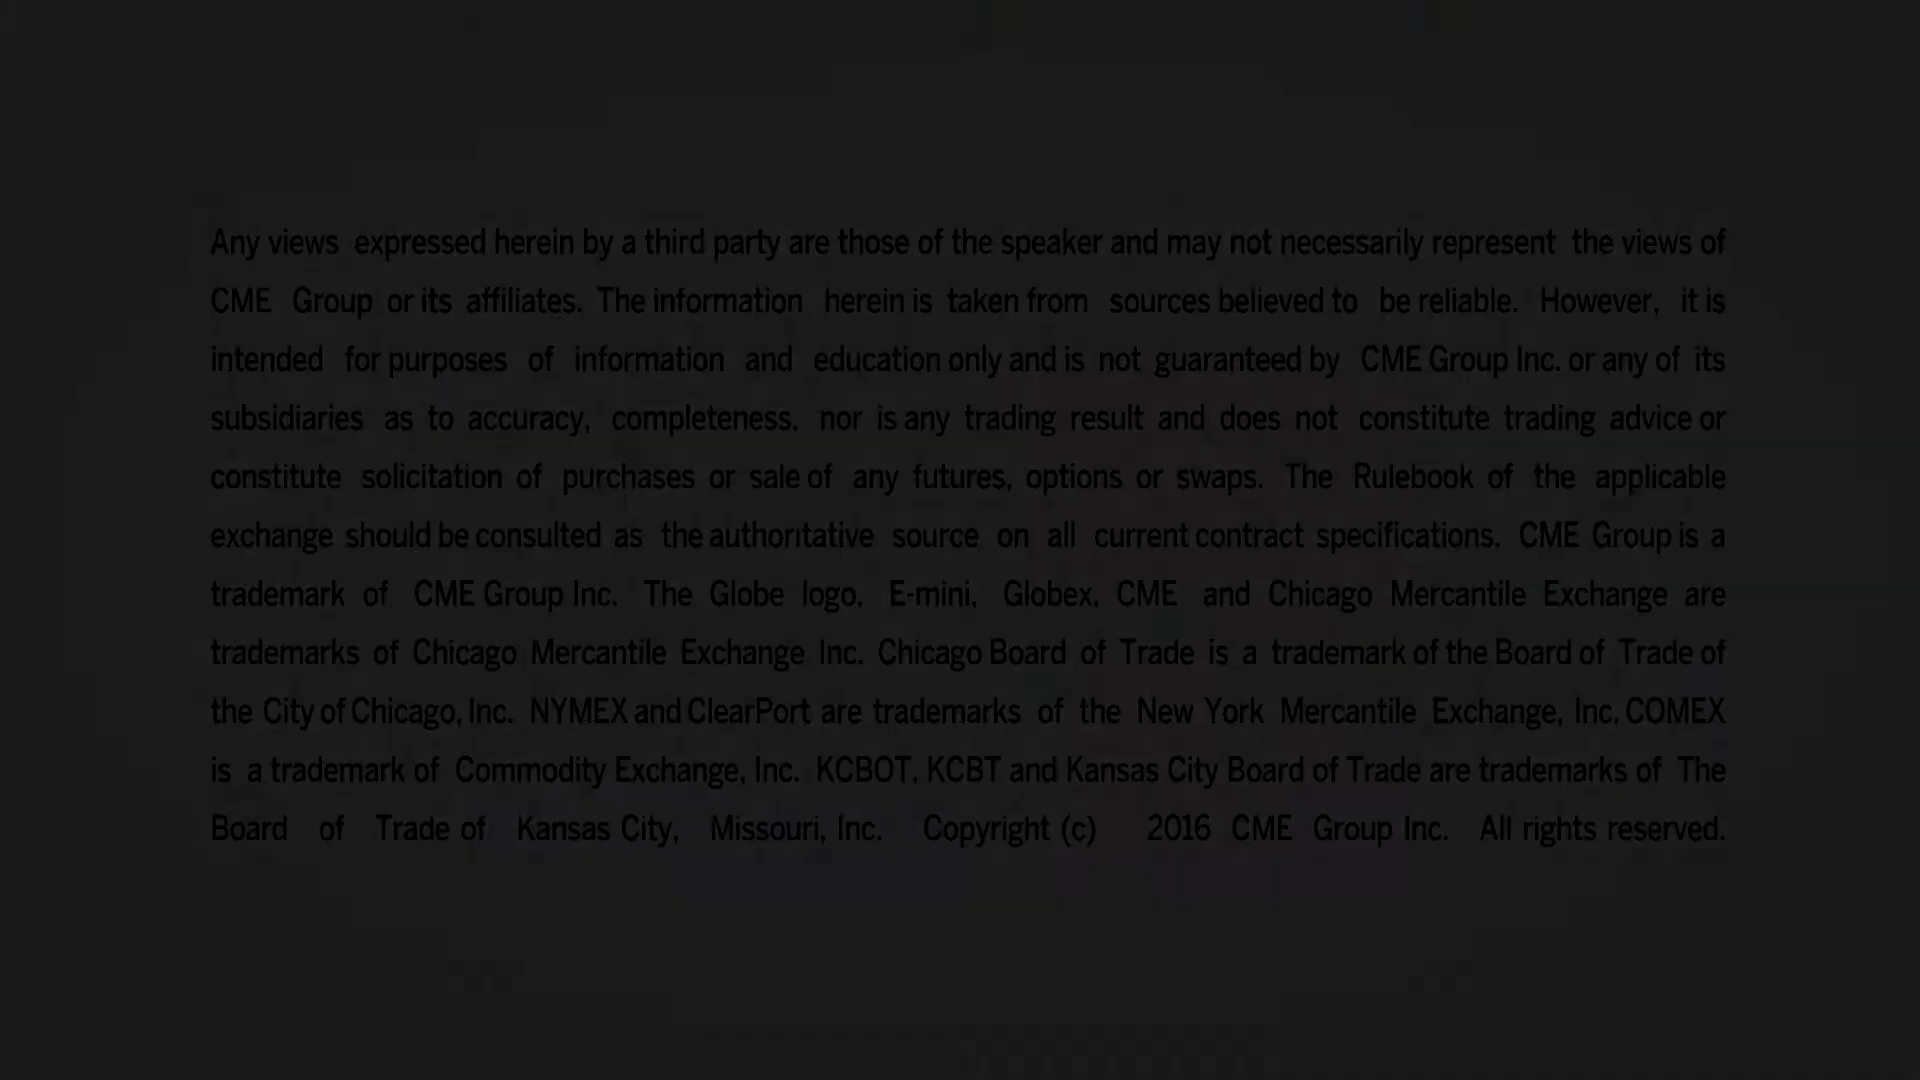 Any views expressed herein by a third party are those of the speaker and may not necessarily represent the views of
CME Group or its affiliates. The information herein is taken from sources believed to be reliable. However, it is
intended for purposes of information and education only and is not guaranteed by CME Group Inc. or any of its
subsidiaries as to accuracy, completeness, nor is any trading result and does not constitute trading advice or
constitute solicitation of purchases or sale of any futures, options or swaps. The Rulebook of the applicable
exchange should be consulted as the authoritative source on all current contract specifications. CME Group is a
trademark of CME Group Inc. The Globe logo, E-mini, Globex, CME and Chicago Mercantile Exchange are
trademarks of Chicago Mercantile Exchange Inc. Chicago Board of Trade is a trademark of the Board of Trade of
the City of Chicago, Inc. NYMEX and ClearPort are trademarks of the New York Mercantile Exchange, Inc. COMEX
is a trademark of Commodity Exchange, Inc. KCBOT, KCBT and Kansas City Board of Trade are trademarks of The
Board of Trade of Kansas City, Missouri, Inc. Copyright (c) 2016 CME Group Inc. All rights reserved.